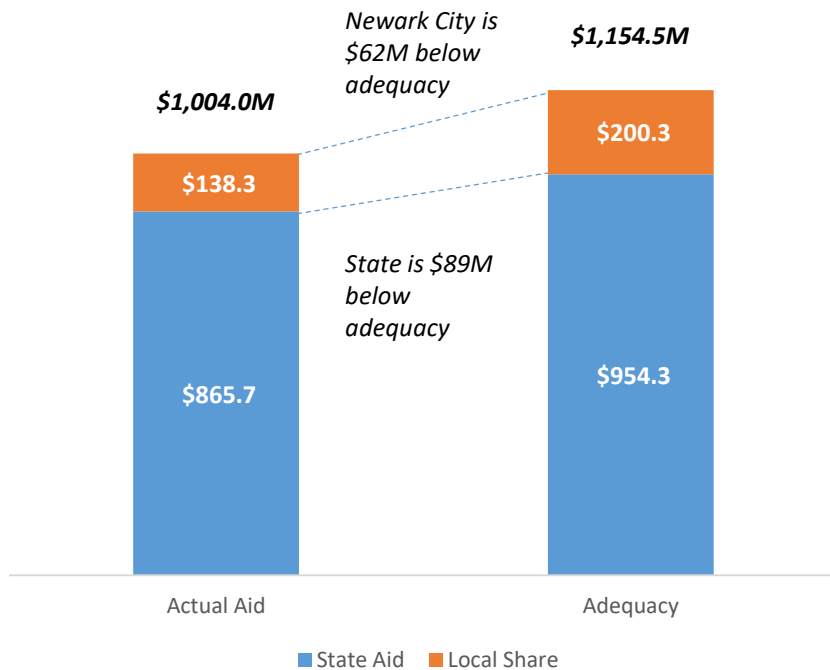 Newark City is
$62M below
adequacy
$1,154.5M
$1,004.0M
$200.3
$138.3
State is $89M
below
adequacy
$954.3
$865.7
Actual Aid
Adequacy
State Aid
Local Share